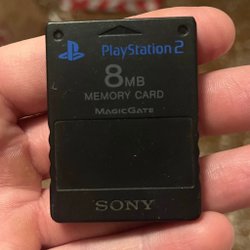 PlayStation 2
8MB
MEMORY CARD
MAGICGATE
SONY